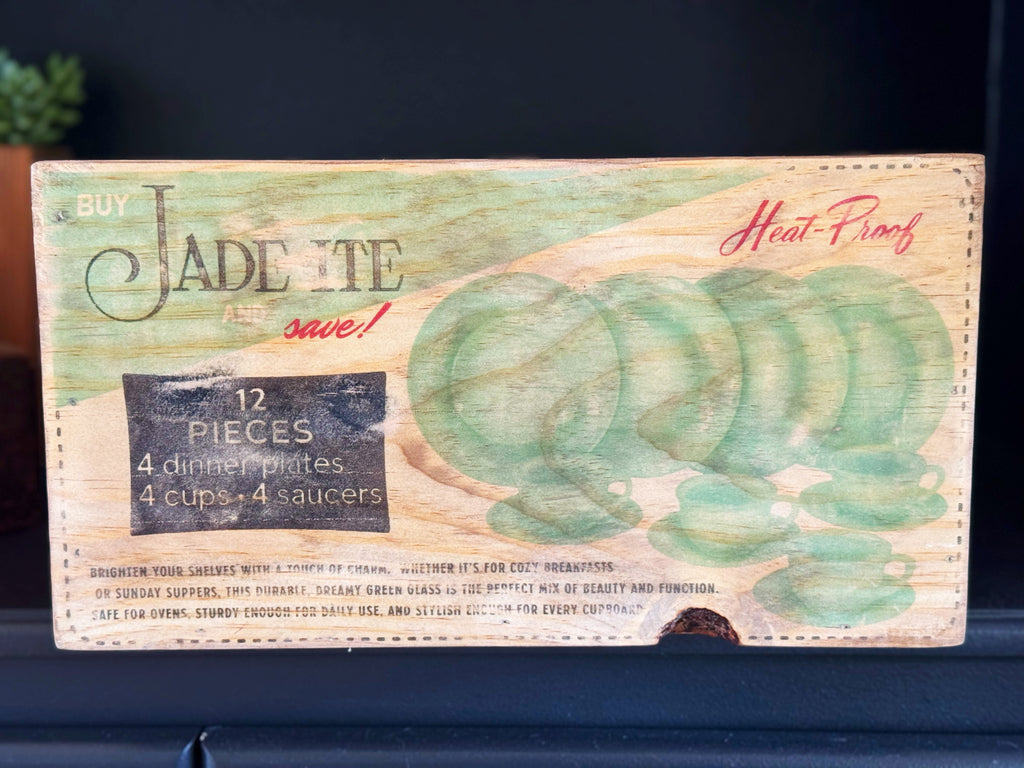 BUY
JADE ITE
AND
save!
Heat-Proof
12
PIECES
4 dinner plates
4 cups · 4 saucers
BRIGHTEN YOUR SHELVES WITH A TOUCH OF CHARM. WHETHER IT'S FOR COZY BREAKFASTS
OR SUNDAY SUPPERS, THIS DURABLE, DREAMY GREEN GLASS IS THE PERFECT MIX OF BEAUTY AND FUNCTION.
SAFE FOR OVENS, STURDY ENOUGH FOR DAILY USE, AND STYLISH ENOUGH FOR EVERY CUPBOARD